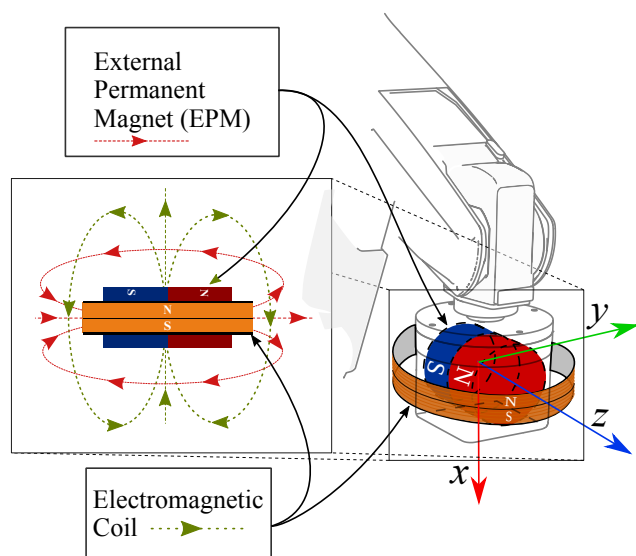 External
Permanent
Magnet (EPM)
S N
N
S
y
S N
N
S
z
x
Electromagnetic
Coil